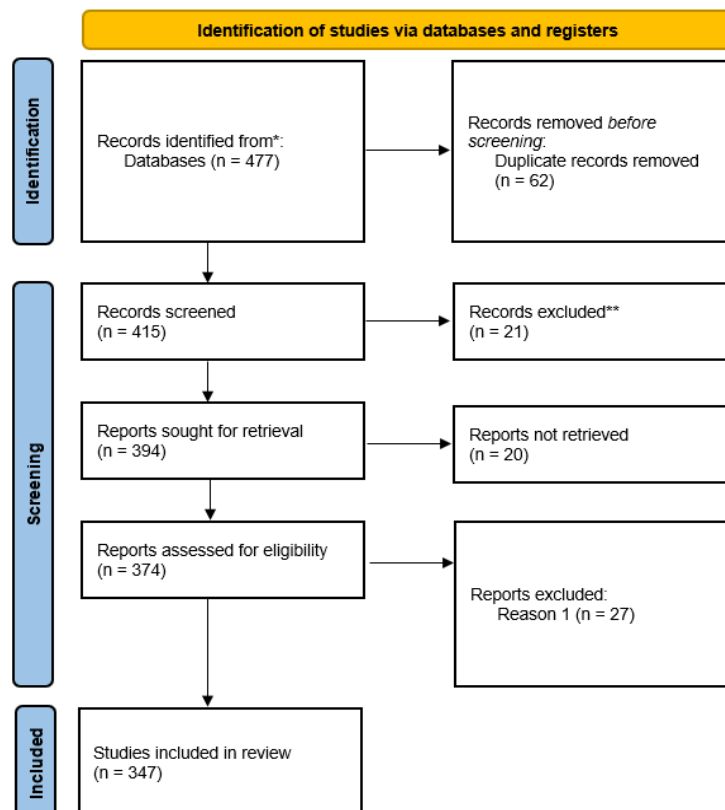 Identification of studies via databases and registers
Identification
Records identified from*:
Databases (n = 477)
Records removed before
screening:
Duplicate records removed
(n = 62)
Screening
Records screened
(n = 415)
Records excluded**
(n = 21)
Reports sought for retrieval
(n = 394)
Reports not retrieved
(n = 20)
Reports assessed for eligibility
(n = 374)
Reports excluded:
Reason 1 (n = 27)
Included
Studies included in review
(n = 347)